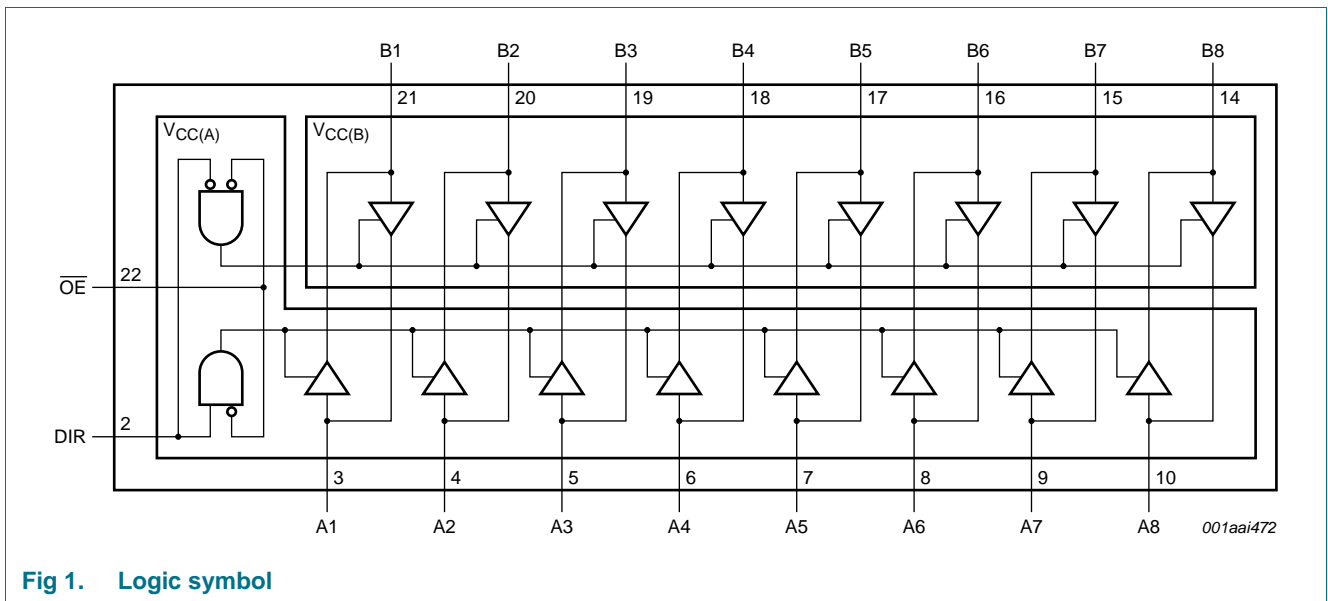 B1 B2 B3 B4 B5 B6 B7 B8
21 20 19 18 17 16 15 14
VCC(A) VCC(B)
22
OE
2
DIR
3 4 5 6 7 8 9 10
A1 A2 A3 A4 A5 A6 A7 A8 001aai472
Fig 1. Logic symbol